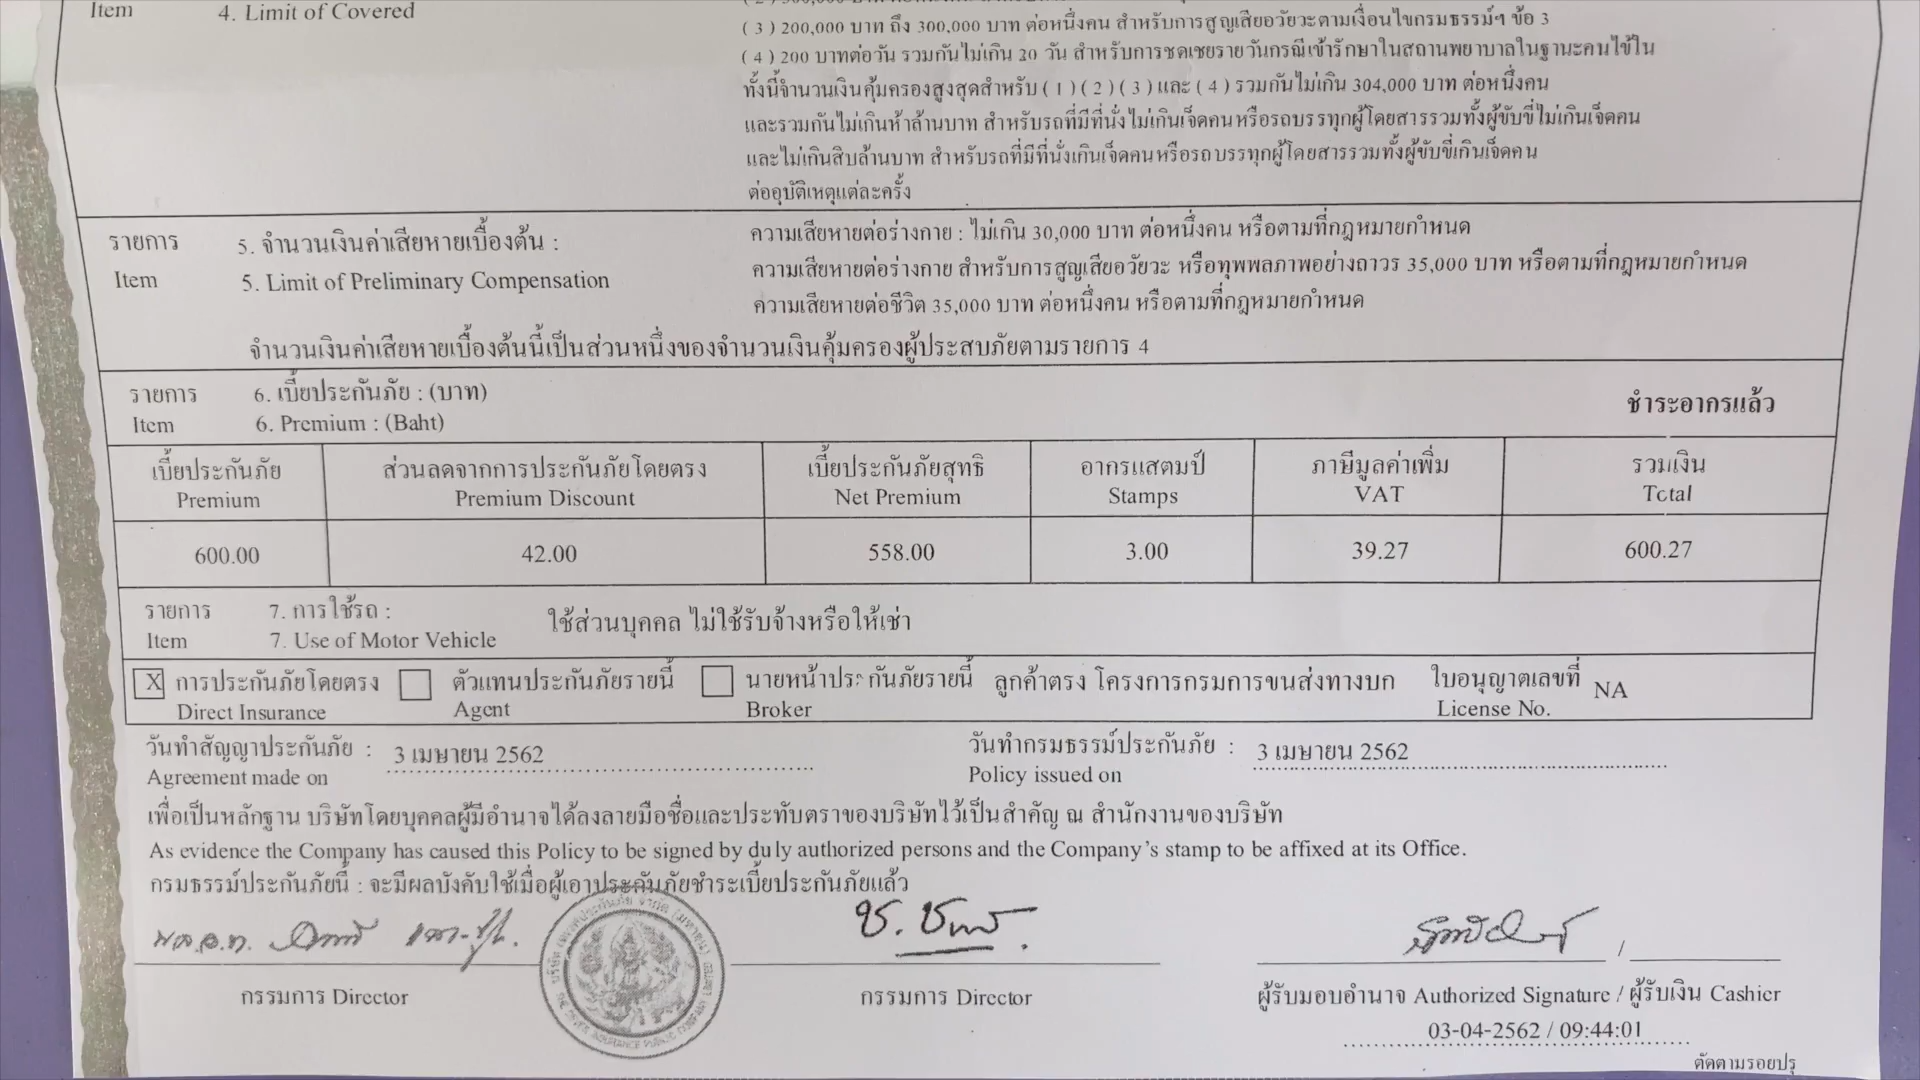 Item 4. Limit of Covered
( 3 ) 200,000 บาท ถึง 300,000 บาท ต่อหนึ่งคน สำหรับการสูญเสียอวัยวะตามเงื่อนไขกรมธรรม์ฯ ข้อ 3
( 4 ) 200 บาทต่อวัน รวมกันไม่เกิน 20 วัน สำหรับการชดเชยรายวันกรณีเข้ารักษาในสถานพยาบาลในฐานะคนไข้ใน
ทั้งนี้จำนวนเงินคุ้มครองสูงสุดสำหรับ ( 1 ) ( 2 ) ( 3 ) และ ( 4 ) รวมกันไม่เกิน 304,000 บาท ต่อหนึ่งคน
และรวมกันไม่เกินห้าล้านบาท สำหรับรถที่มีที่นั่งไม่เกินเจ็ดคนหรือรถบรรทุกผู้โดยสารรวมทั้งผู้ขับขี่ไม่เกินเจ็ดคน
และไม่เกินสิบล้านบาท สำหรับรถที่มีที่นั่งเกินเจ็ดคนหรือรถบรรทุกผู้โดยสารรวมทั้งผู้ขับขี่เกินเจ็ดคน
ต่ออุบัติเหตุแต่ละครั้ง
รายการ 5. จำนวนเงินค่าเสียหายเบื้องต้น :
Item 5. Limit of Preliminary Compensation
ความเสียหายต่อร่างกาย : ไม่เกิน 30,000 บาท ต่อหนึ่งคน หรือตามที่กฎหมายกำหนด
ความเสียหายต่อร่างกาย สำหรับการสูญเสียอวัยวะ หรือทุพพลภาพอย่างถาวร 35,000 บาท หรือตามที่กฎหมายกำหนด
ความเสียหายต่อชีวิต 35,000 บาท ต่อหนึ่งคน หรือตามที่กฎหมายกำหนด
จำนวนเงินค่าเสียหายเบื้องต้นนี้เป็นส่วนหนึ่งของจำนวนเงินคุ้มครองผู้ประสบภัยตามรายการ 4
รายการ 6. เบี้ยประกันภัย : (บาท)
Item 6. Premium : (Baht)
ชำระอากรแล้ว
เบี้ยประกันภัย ส่วนลดจากการประกันภัยโดยตรง เบี้ยประกันภัยสุทธิ อากรแสตมป์ ภาษีมูลค่าเพิ่ม รวมเงิน
Premium Premium Discount Net Premium Stamps VAT Total
600.00 42.00 558.00 3.00 39.27 600.27
รายการ 7. การใช้รถ :
Item 7. Use of Motor Vehicle
ใช้ส่วนบุคคล ไม่ใช้รับจ้างหรือให้เช่า
X การประกันภัยโดยตรง ตัวแทนประกันภัยรายนี้ นายหน้าประกันภัยรายนี้ ลูกค้าตรง โครงการกรมการขนส่งทางบก ใบอนุญาตเลขที่ NA
Direct Insurance Agent Broker License No.
วันทำสัญญาประกันภัย : 3 เมษายน 2562 วันทำกรมธรรม์ประกันภัย : 3 เมษายน 2562
Agreement made on Policy issued on
เพื่อเป็นหลักฐาน บริษัทโดยบุคคลผู้มีอำนาจได้ลงลายมือชื่อและประทับตราของบริษัทไว้เป็นสำคัญ ณ สำนักงานของบริษัท
As evidence the Company has caused this Policy to be signed by duly authorized persons and the Company's stamp to be affixed at its Office.
กรมธรรม์ประกันภัยนี้ : จะมีผลบังคับใช้เมื่อผู้เอาประกันภัยชำระเบี้ยประกันภัยแล้ว
กรรมการ Director กรรมการ Director ผู้รับมอบอำนาจ Authorized Signature / ผู้รับเงิน Cashier
03-04-2562 / 09:44:01
ตัดตามรอยปรุ